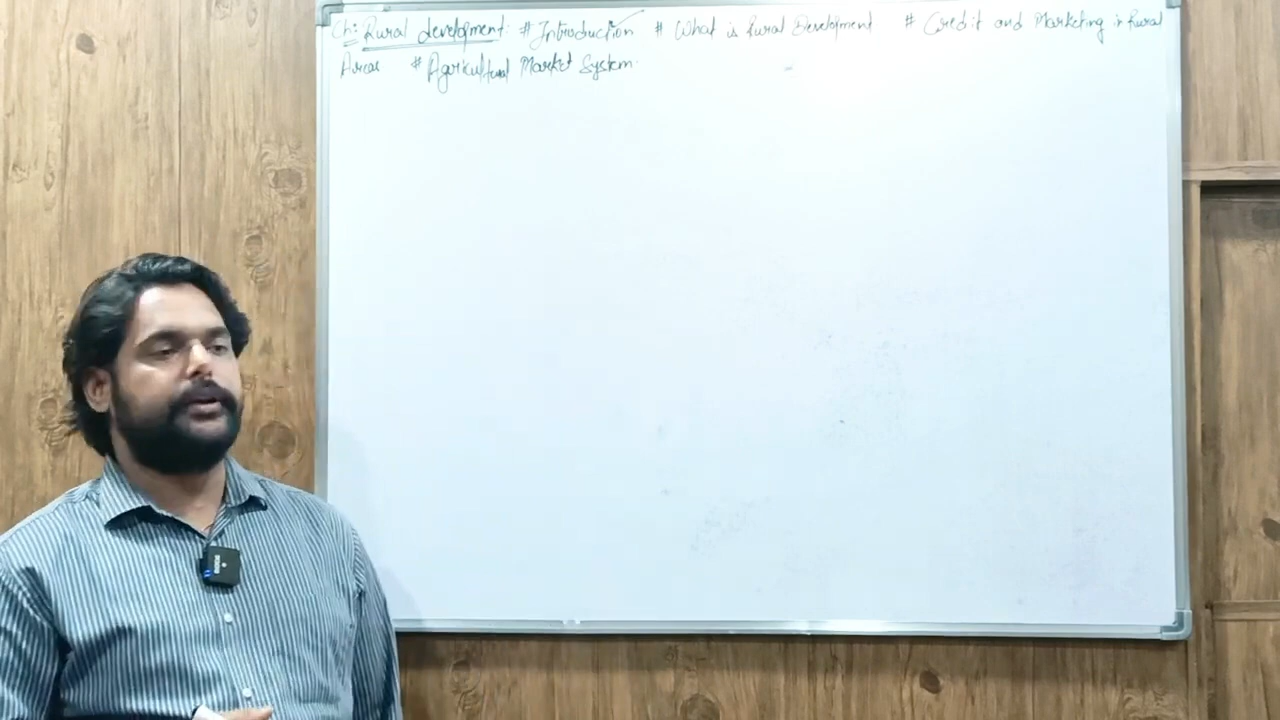 Ch: Rural development: # Introduction # What is Rural Development # Credit and Marketing in Rural
Areas # Agricultural Market System.